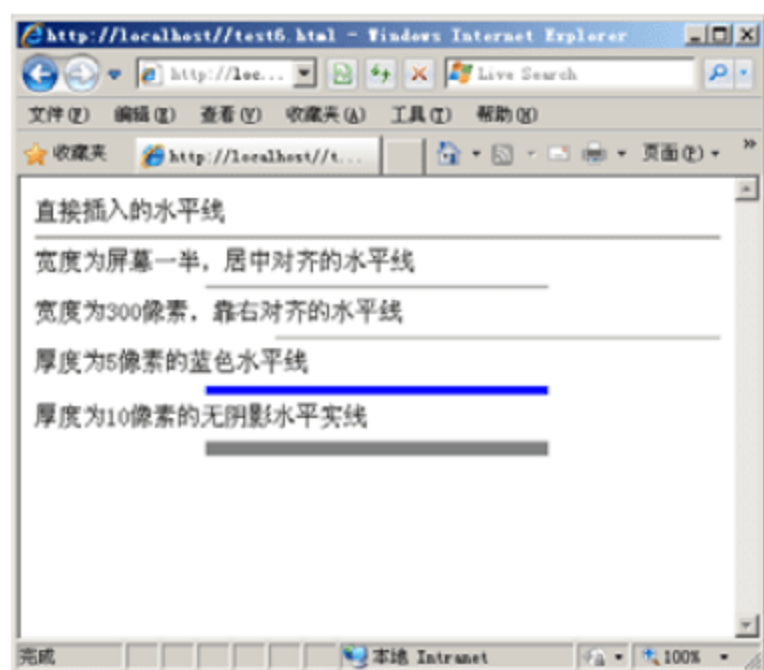 http://localhost//test6.html - Windows Internet Explorer
http://loc... Live Search
文件(F) 编辑(E) 查看(V) 收藏夹(A) 工具(T) 帮助(H)
收藏夹 http://localhost//t... 页面(P) »
直接插入的水平线
宽度为屏幕一半，居中对齐的水平线
宽度为300像素，靠右对齐的水平线
厚度为5像素的蓝色水平线
厚度为10像素的无阴影水平实线
完成 本地 Intranet 100%